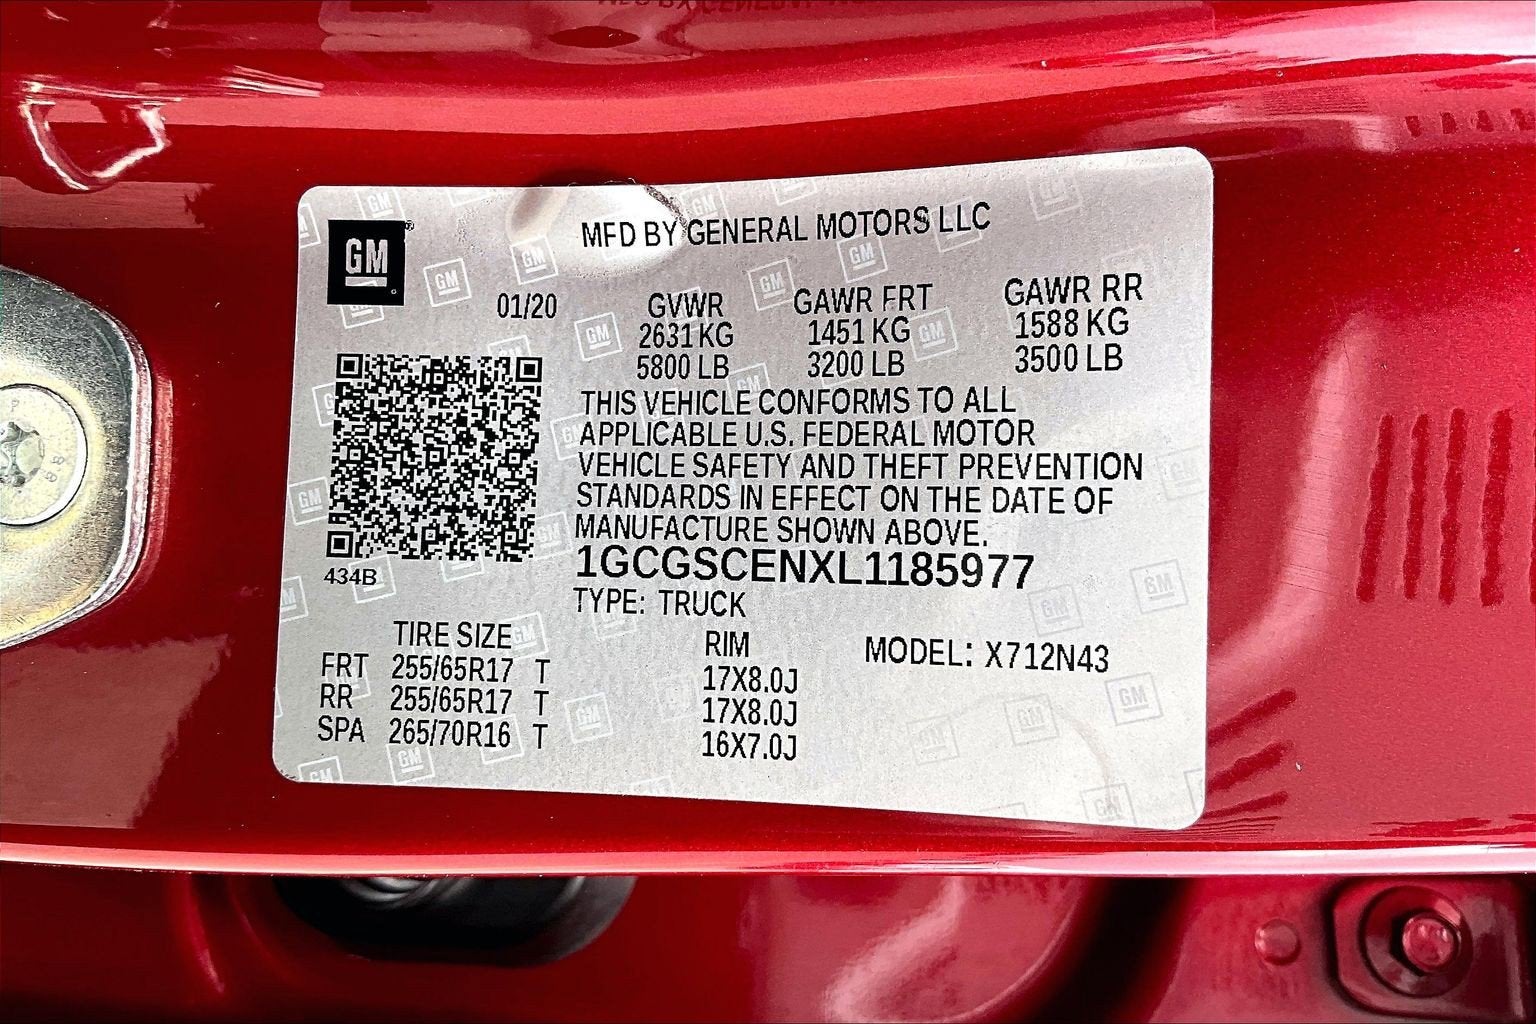 GM
MFD BY GENERAL MOTORS LLC
01/20
GVWR GAWR FRT GAWR RR
2631 KG 1451 KG 1588 KG
5800 LB 3200 LB 3500 LB
THIS VEHICLE CONFORMS TO ALL
APPLICABLE U.S. FEDERAL MOTOR
VEHICLE SAFETY AND THEFT PREVENTION
STANDARDS IN EFFECT ON THE DATE OF
MANUFACTURE SHOWN ABOVE.
434B
1GCGSCENXL1185977
TYPE: TRUCK
TIRE SIZE RIM MODEL: X712N43
FRT 255/65R17 T 17X8.0J
RR 255/65R17 T 17X8.0J
SPA 265/70R16 T 16X7.0J